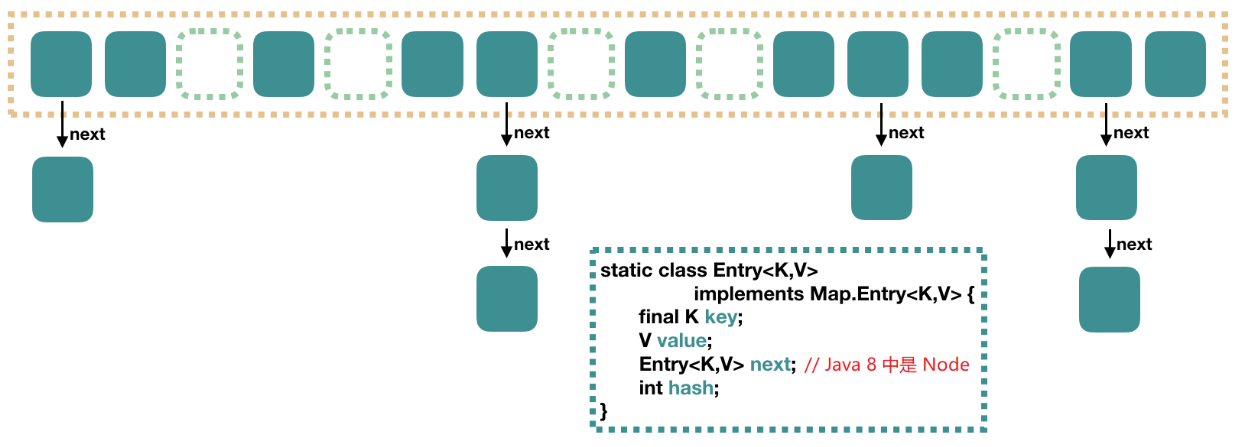 next
next
next
next
next
next
static class Entry<K,V>
implements Map.Entry<K,V> {
final K key;
V value;
Entry<K,V> next; // Java 8 中是 Node
int hash;
}